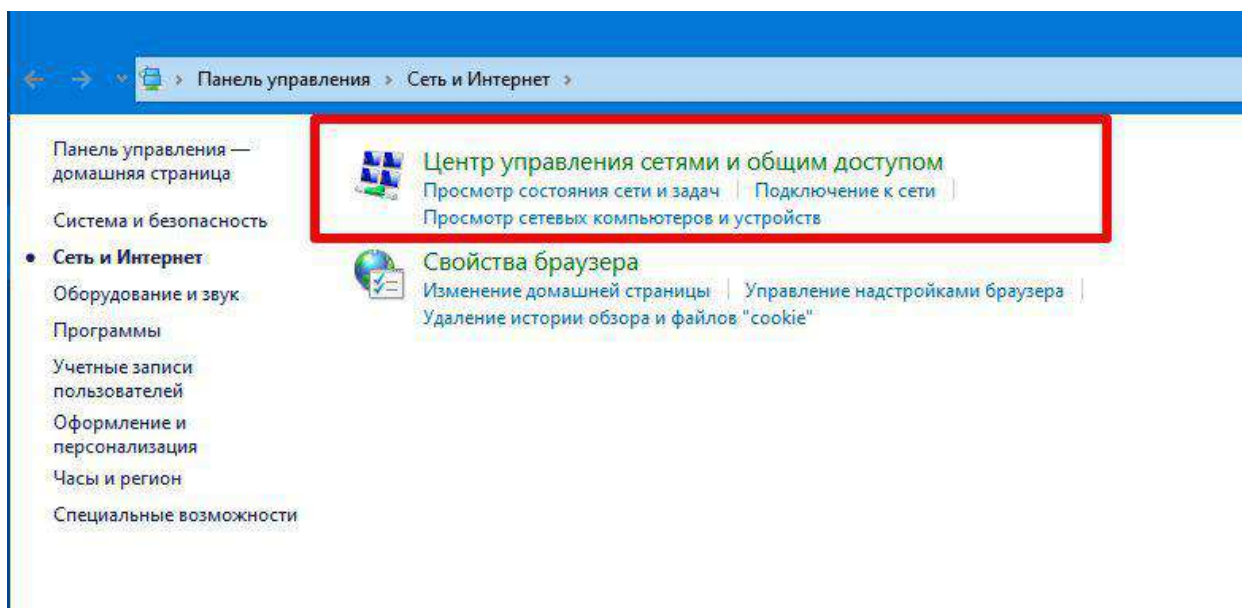 Панель управления > Сеть и Интернет >
Панель управления —
домашняя страница
Система и безопасность
Сеть и Интернет
Оборудование и звук
Программы
Учетные записи
пользователей
Оформление и
персонализация
Часы и регион
Специальные возможности
Центр управления сетями и общим доступом
Просмотр состояния сети и задач | Подключение к сети |
Просмотр сетевых компьютеров и устройств
Свойства браузера
Изменение домашней страницы | Управление надстройками браузера |
Удаление истории обзора и файлов "cookie"